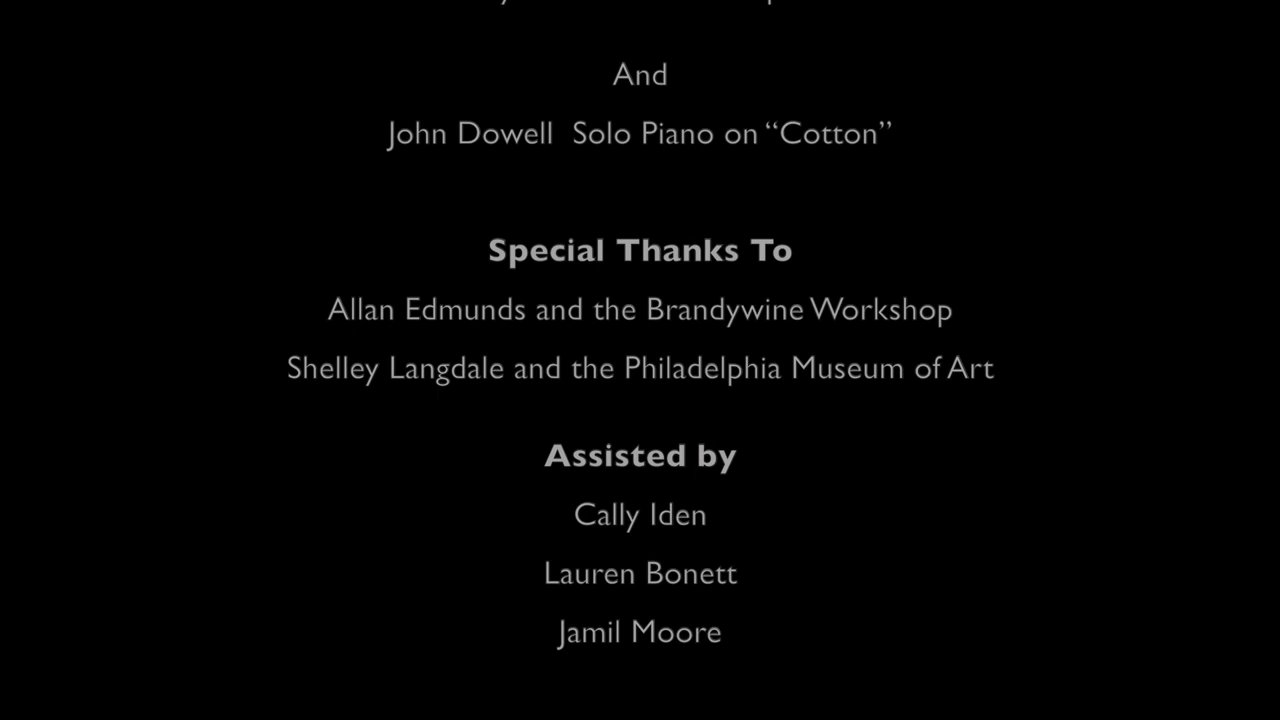 And
John Dowell Solo Piano on “Cotton”
Special Thanks To
Allan Edmunds and the Brandywine Workshop
Shelley Langdale and the Philadelphia Museum of Art
Assisted by
Cally Iden
Lauren Bonett
Jamil Moore